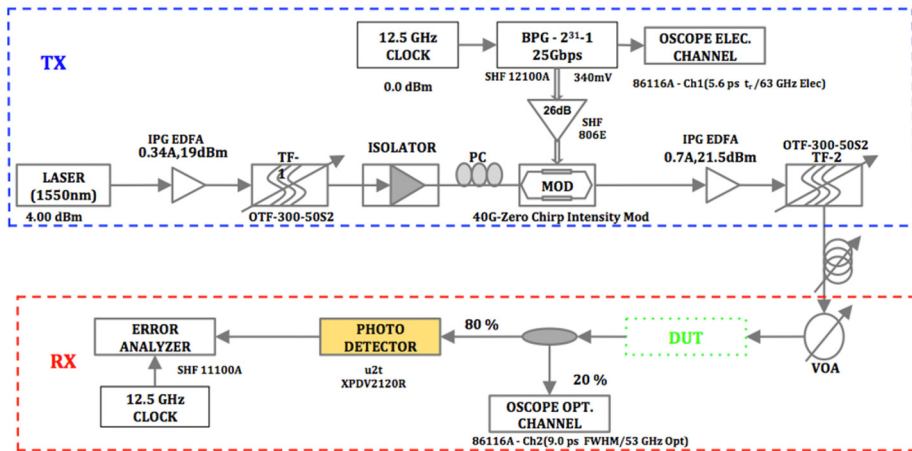 TX
12.5 GHz
CLOCK
0.0 dBm
BPG - 2³¹-1
25Gbps
SHF 12100A
340mV
OSCOPE ELEC.
CHANNEL
86116A - Ch1(5.6 ps tᵣ/63 GHz Elec)
26dB
SHF
806E
LASER
(1550nm)
4.00 dBm
IPG EDFA
0.34A,19dBm
TF-
1
OTF-300-50S2
ISOLATOR
PC
MOD
40G-Zero Chirp Intensity Mod
IPG EDFA
0.7A,21.5dBm
OTF-300-50S2
TF-2
RX
ERROR
ANALYZER
SHF 11100A
12.5 GHz
CLOCK
PHOTO
DETECTOR
u2t
XPDV2120R
80 %
20 %
OSCOPE OPT.
CHANNEL
86116A - Ch2(9.0 ps FWHM/53 GHz Opt)
DUT
VOA